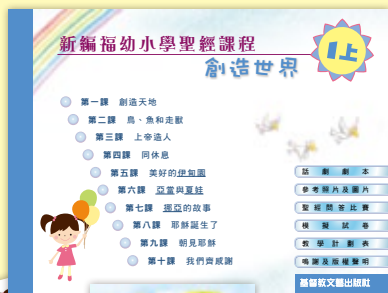 新編福幼小學聖經課程
創造世界
1上
第一課 創造天地
第二課 鳥、魚和走獸
第三課 上帝造人
第四課 同休息
第五課 美好的伊甸園
第六課 亞當與夏娃
第七課 挪亞的故事
第八課 耶穌誕生了
第九課 朝見耶穌
第十課 我們齊感謝
話劇劇本
參考照片及圖片
聖經問答比賽
模擬試卷
教學計劃表
鳴謝及版權聲明
基督教文藝出版社